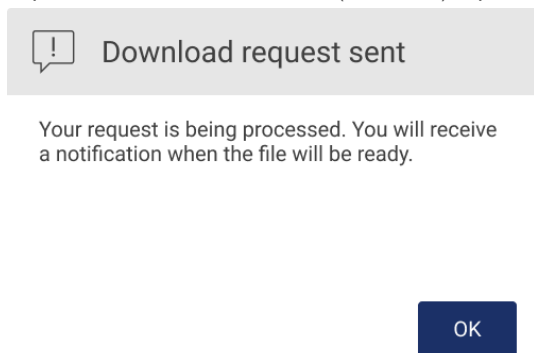 !
Download request sent
Your request is being processed. You will receive
a notification when the file will be ready.
OK